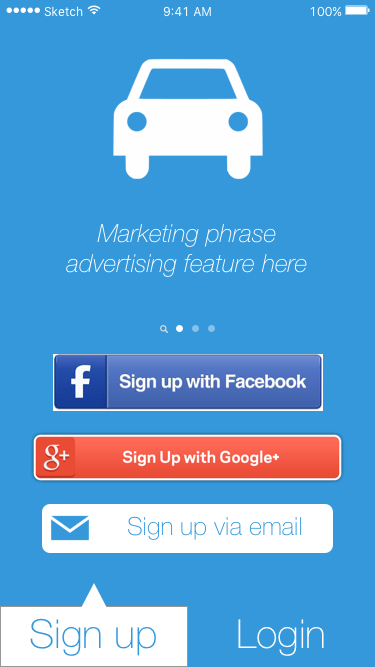 Sketch 9:41 AM 100%
Marketing phrase
advertising feature here
f Sign up with Facebook
g+ Sign Up with Google+
Sign up via email
Sign up Login